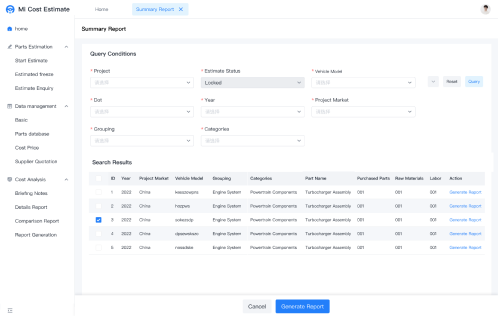 MI Cost Estimate
Home
Summary Report ×
home
Parts Estimation
Start Estimate
Estimated freeze
Estimate Enquiry
Data management
Basic
Parts database
Cost Price
Supplier Quotation
Cost Analysis
Briefing Notes
Details Report
Comparison Report
Report Generation
Summary Report
Query Conditions
* Project
* Estimate Status
* Vehicle Model
请选择
Locked
请选择
Reset
Query
* Dot
* Year
* Project Market
请选择
请选择
请选择
* Grouping
* Categories
请选择
请选择
Search Results
ID Year Project Market Vehicle Model Grouping Categories Part Name Purchased Parts Raw Materials Labor Action
1 2022 China Engine System Powertrain Components Turbocharger Assembly 001 001 001 Generate Report
2 2022 China Engine System Powertrain Components Turbocharger Assembly 001 001 001 Generate Report
3 2022 China Engine System Powertrain Components Turbocharger Assembly 001 001 001 Generate Report
4 2022 China Engine System Powertrain Components Turbocharger Assembly 001 001 001 Generate Report
5 2022 China Engine System Powertrain Components Turbocharger Assembly 001 001 001 Generate Report
Cancel
Generate Report